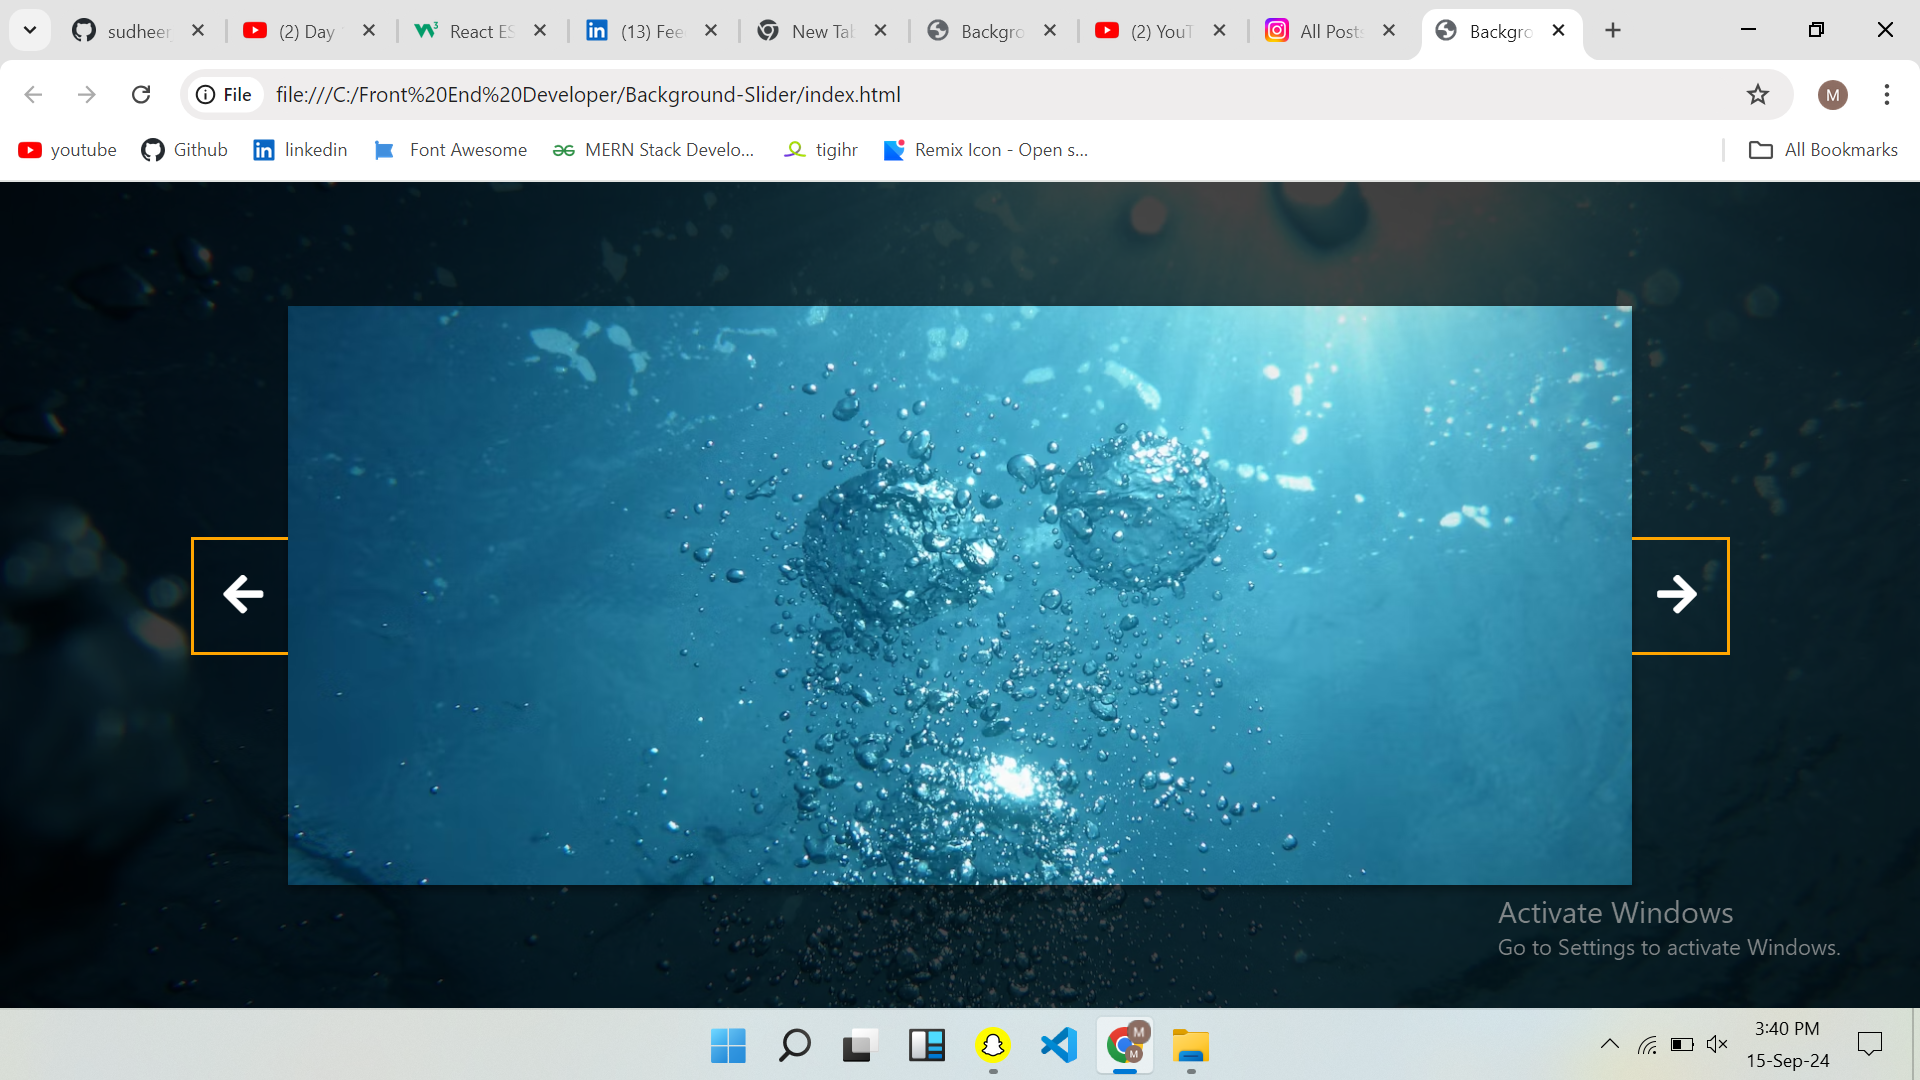 sudheer
(2) Day
React ES
(13) Fee
New Tab
Backgro
(2) YouT
All Posts
Backgro
File
file:///C:/Front%20End%20Developer/Background-Slider/index.html
M
youtube
Github
linkedin
Font Awesome
MERN Stack Develo...
tigihr
Remix Icon - Open s...
All Bookmarks
Activate Windows
Go to Settings to activate Windows.
M
M
3:40 PM
15-Sep-24